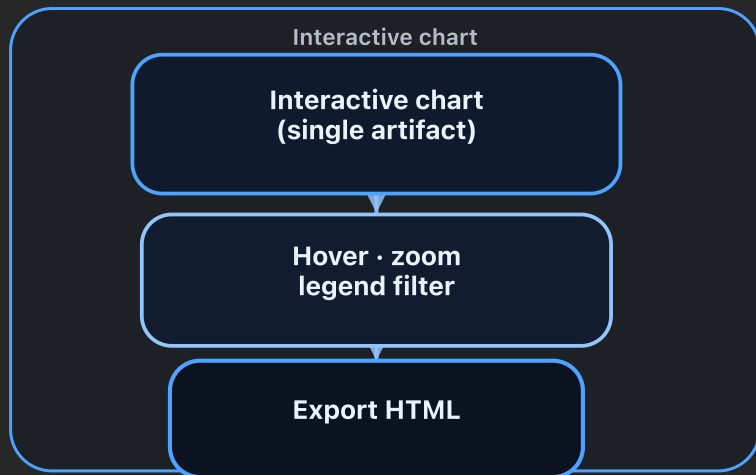 Interactive chart
Interactive chart
(single artifact)
Hover · zoom
legend filter
Export HTML